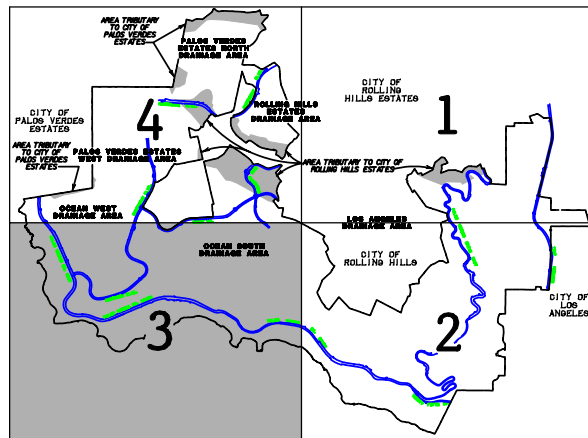 AREA TRIBUTARY
TO CITY OF
PALOS VERDES
ESTATES
PALOS VERDES
ESTATES NORTH
DRAINAGE AREA
CITY OF
ROLLING
HILLS ESTATES
ROLLING HILLS
ESTATES
DRAINAGE AREA
CITY OF
PALOS VERDES
ESTATES
4
1
AREA TRIBUTARY
TO CITY OF
PALOS VERDES
ESTATES
PALOS VERDES ESTATES
WEST DRAINAGE AREA
AREA TRIBUTARY TO CITY OF
ROLLING HILLS ESTATES
OCEAN WEST
DRAINAGE AREA
LOS ANGELES
DRAINAGE AREA
OCEAN SOUTH
DRAINAGE AREA
CITY OF
ROLLING HILLS
CITY OF
LOS
ANGELES
3
2